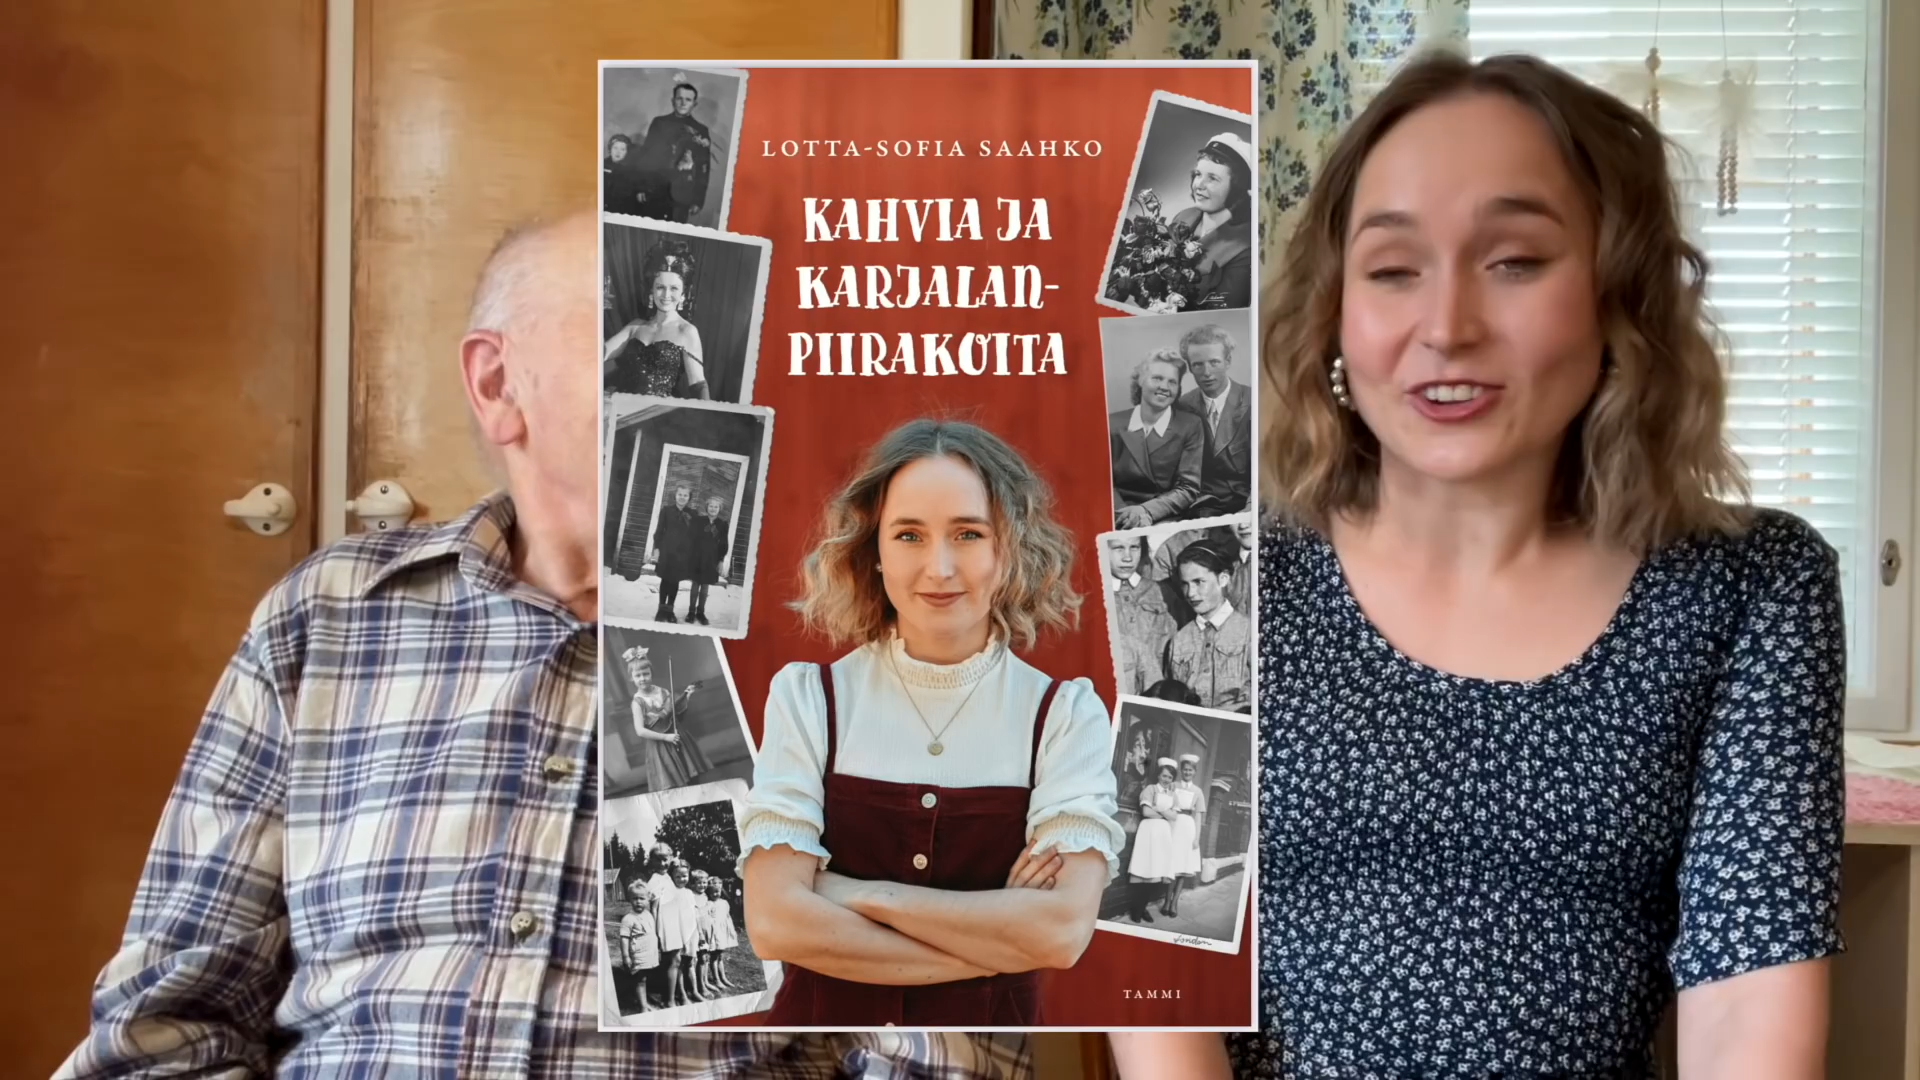 LOTTA-SOFIA SAAHKO
KAHVIA JA
KARJALAN-
PIIRAKOITA
TAMMI